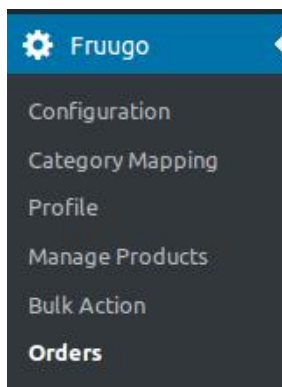 Fruugo
Configuration
Category Mapping
Profile
Manage Products
Bulk Action
Orders